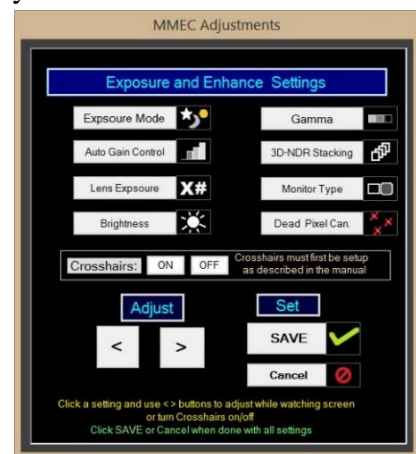 MMEC Adjustments
Exposure and Enhance Settings
Expsoure Mode
Gamma
Auto Gain Control
3D-NDR Stacking
Lens Expsoure X#
Monitor Type
Brightness
Dead Pixel Can.
Crosshairs: ON OFF Crosshairs must first be setup
as described in the manual
Adjust
Set
< >
SAVE
Cancel
Click a setting and use <> buttons to adjust while watching screen
or turn Crosshairs on/off
Click SAVE or Cancel when done with all settings